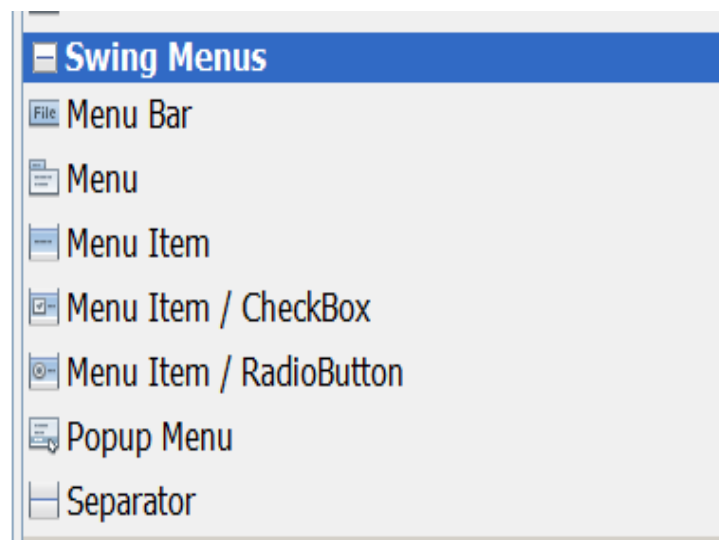 Swing Menus
File Menu Bar
Menu
Menu Item
Menu Item / CheckBox
Menu Item / RadioButton
Popup Menu
Separator